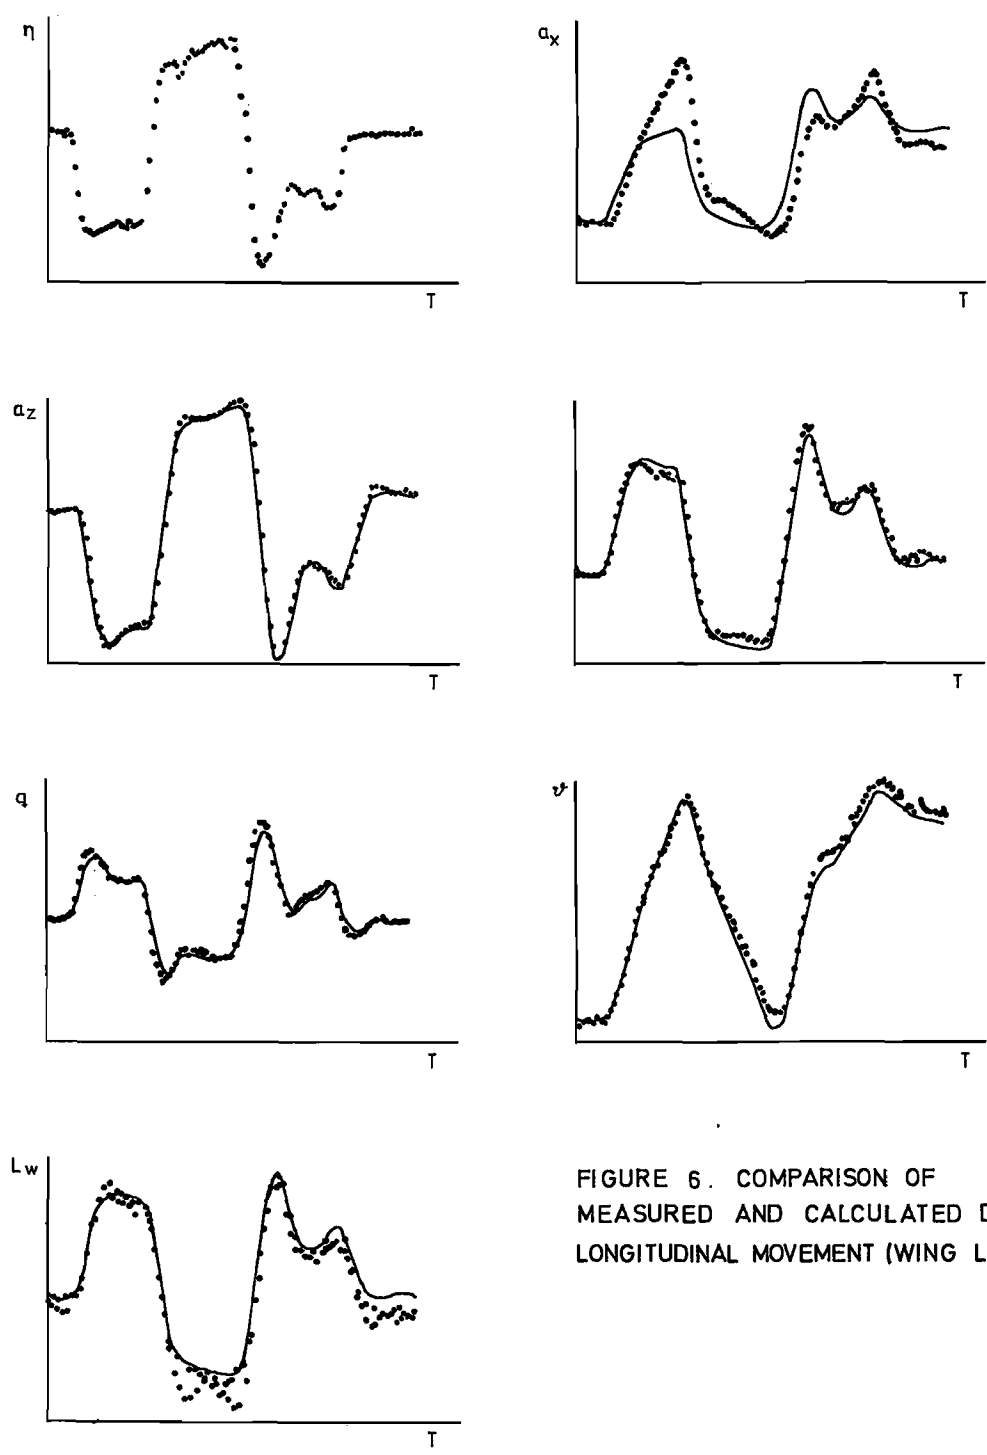 η
T
a_x
T
a_z
T
T
q
T
ϑ
T
L_w
T
FIGURE 6. COMPARISON OF
MEASURED AND CALCULATED
LONGITUDINAL MOVEMENT (WING